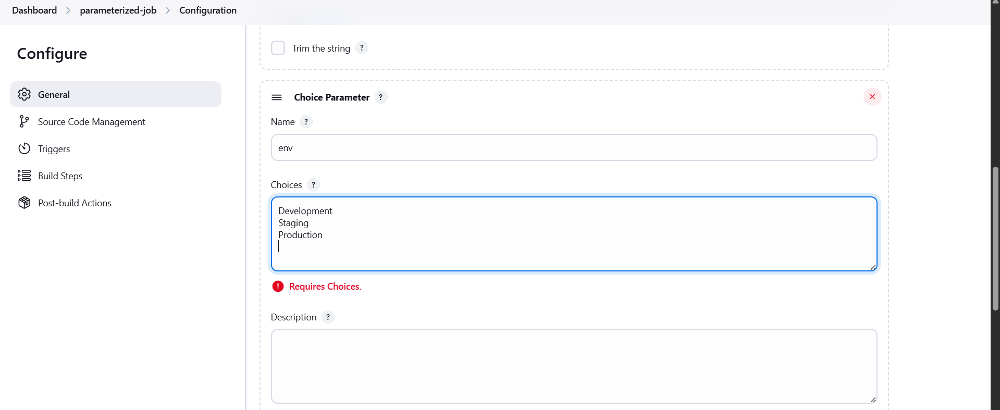 Dashboard > parameterized-job > Configuration
Configure
General
Source Code Management
Triggers
Build Steps
Post-build Actions
Trim the string ?
Choice Parameter ?
Name ?
env
Choices ?
Development
Staging
Production
Requires Choices.
Description ?